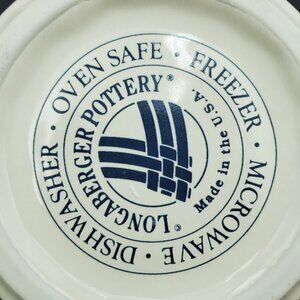 OVEN SAFE • FREEZER • MICROWAVE • DISHWASHER •
LONGABERGER POTTERY®
Made in the U.S.A.
©